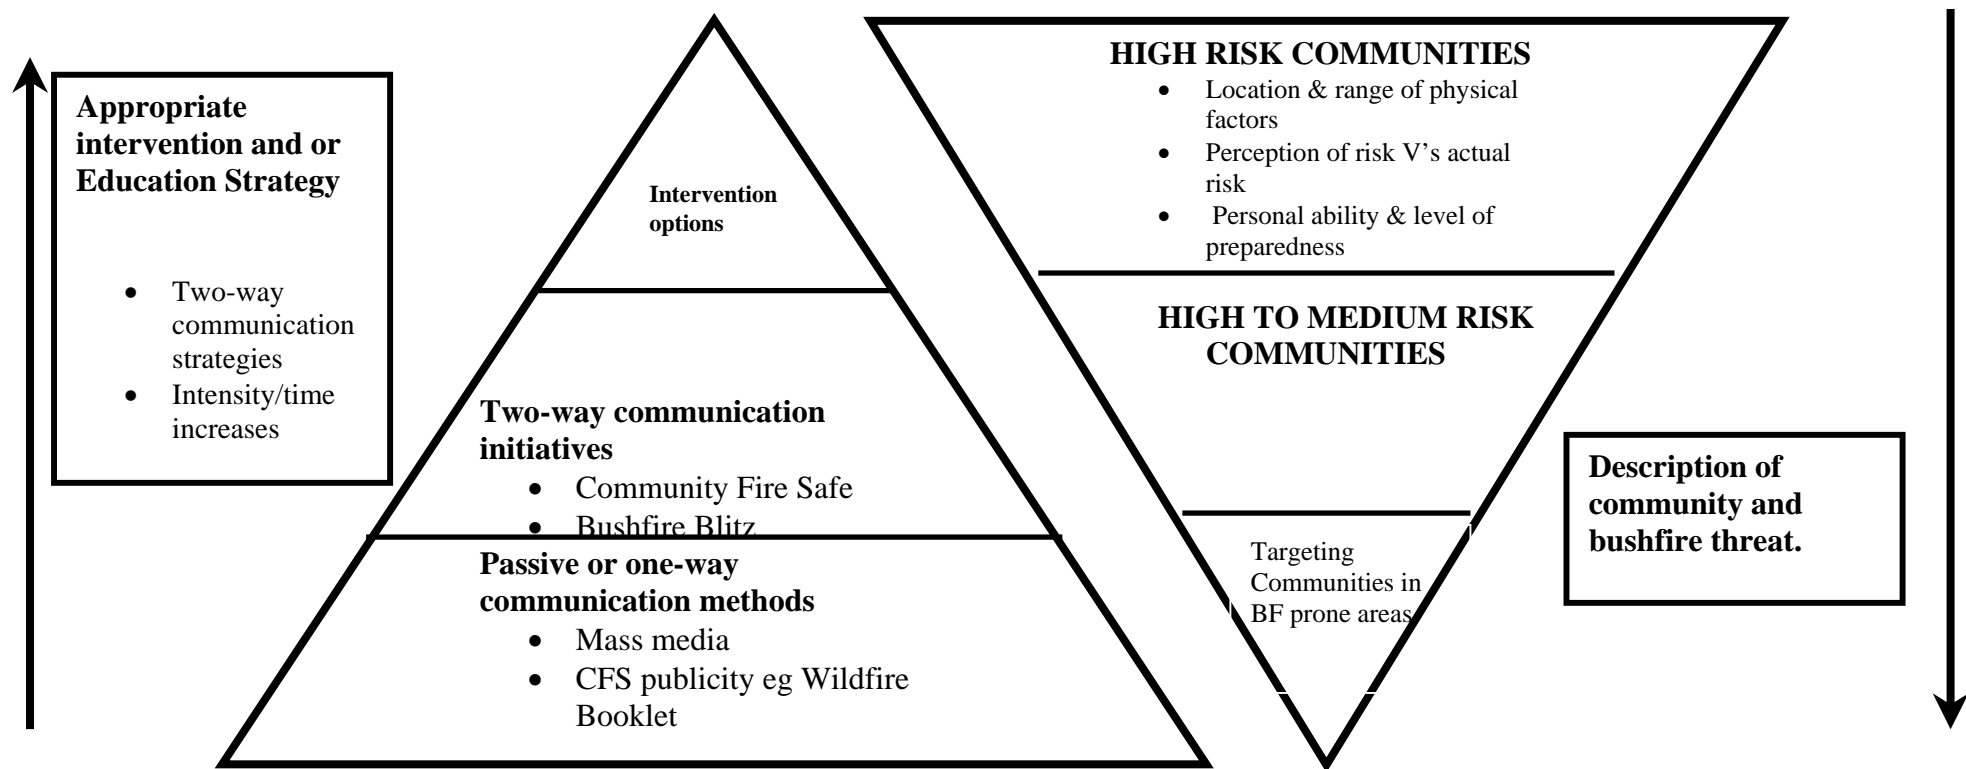 Appropriate
intervention and or
Education Strategy
• Two-way
communication
strategies
• Intensity/time
increases
Intervention
options
Two-way communication
initiatives
• Community Fire Safe
• Bushfire Blitz
Passive or one-way
communication methods
• Mass media
• CFS publicity eg Wildfire
Booklet
HIGH RISK COMMUNITIES
• Location & range of physical
factors
• Perception of risk V's actual
risk
• Personal ability & level of
preparedness
HIGH TO MEDIUM RISK
COMMUNITIES
Targeting
Communities in
BF prone areas
Description of
community and
bushfire threat.